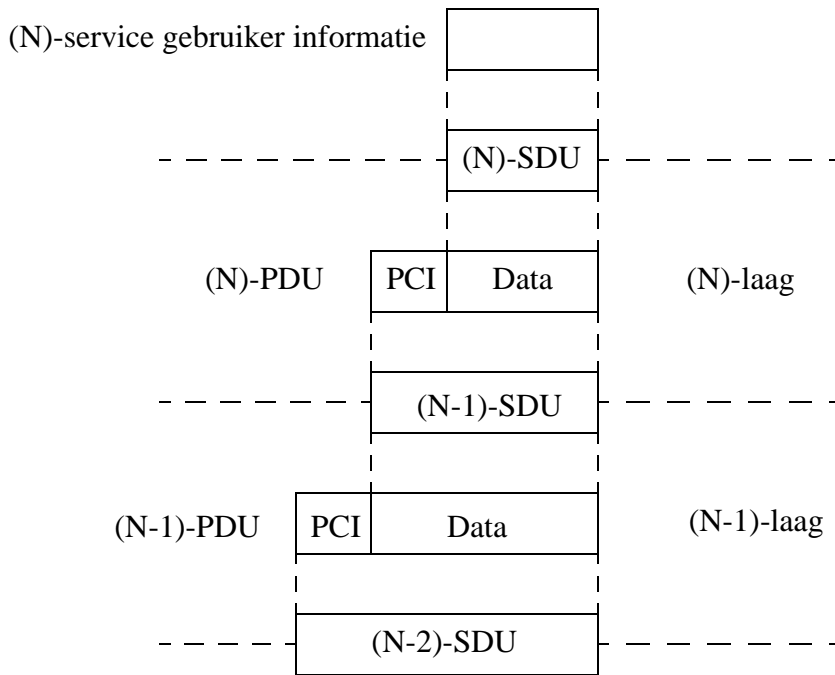 (N)-service gebruiker informatie
(N)-SDU
(N)-PDU PCI Data (N)-laag
(N-1)-SDU
(N-1)-PDU PCI Data (N-1)-laag
(N-2)-SDU